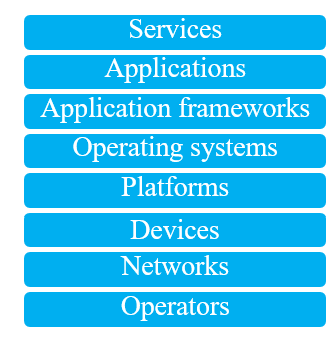 Services
Applications
Application frameworks
Operating systems
Platforms
Devices
Networks
Operators